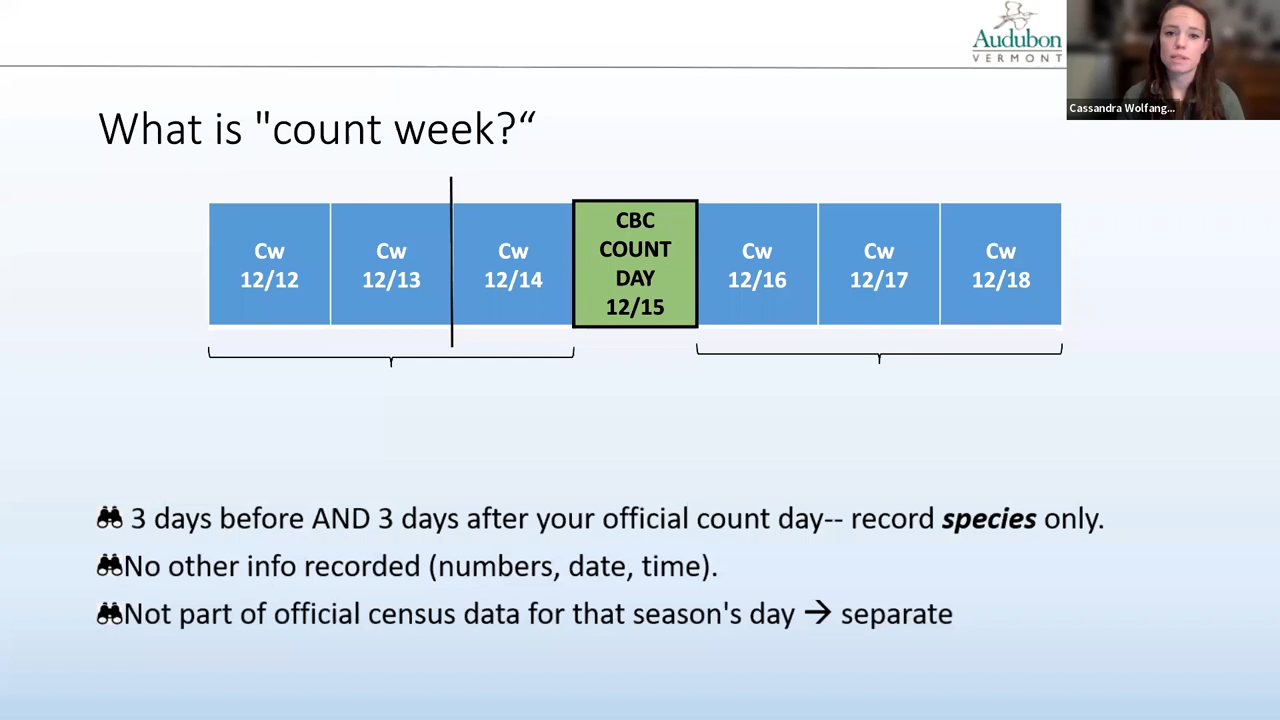 Audubon
VERMONT
Cassandra Wolfang...
What is "count week?“
Cw
12/12
Cw
12/13
Cw
12/14
CBC
COUNT
DAY
12/15
Cw
12/16
Cw
12/17
Cw
12/18
3 days before AND 3 days after your official count day-- record species only.
No other info recorded (numbers, date, time).
Not part of official census data for that season's day → separate